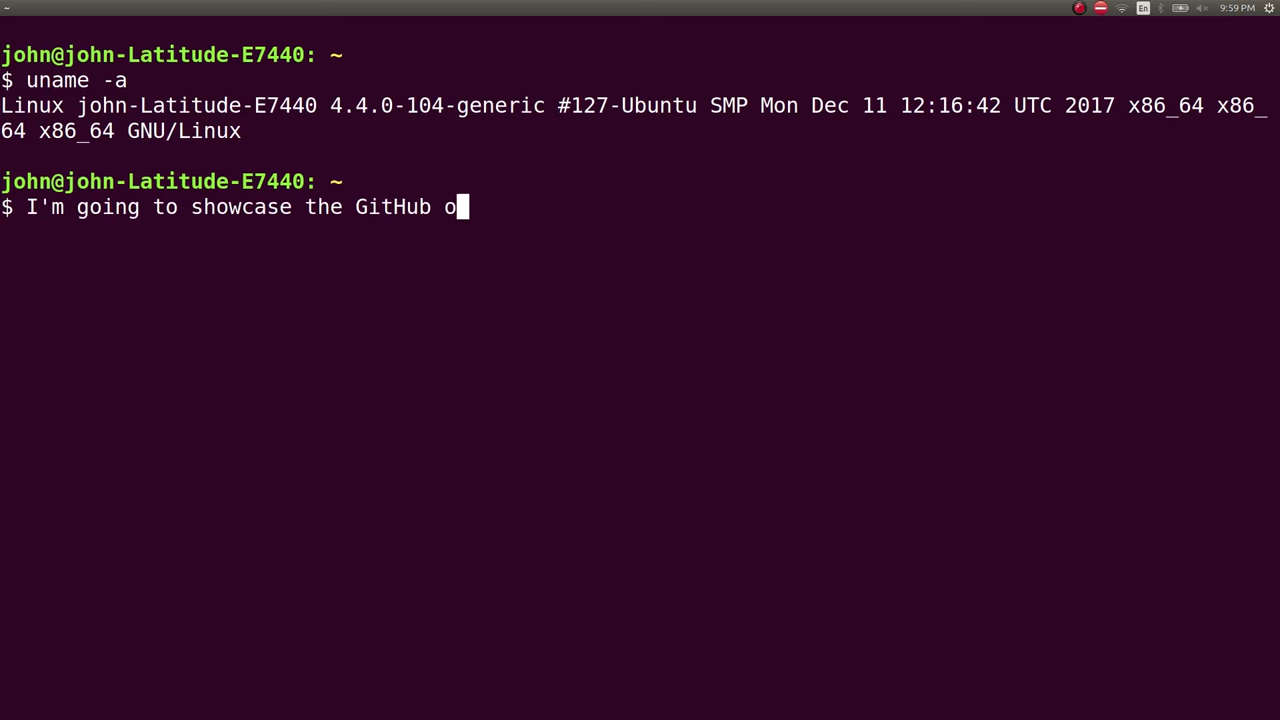 ~
En
9:59 PM
john@john-Latitude-E7440: ~
$ uname -a
Linux john-Latitude-E7440 4.4.0-104-generic #127-Ubuntu SMP Mon Dec 11 12:16:42 UTC 2017 x86_64 x86_
64 x86_64 GNU/Linux
john@john-Latitude-E7440: ~
$ I'm going to showcase the GitHub o